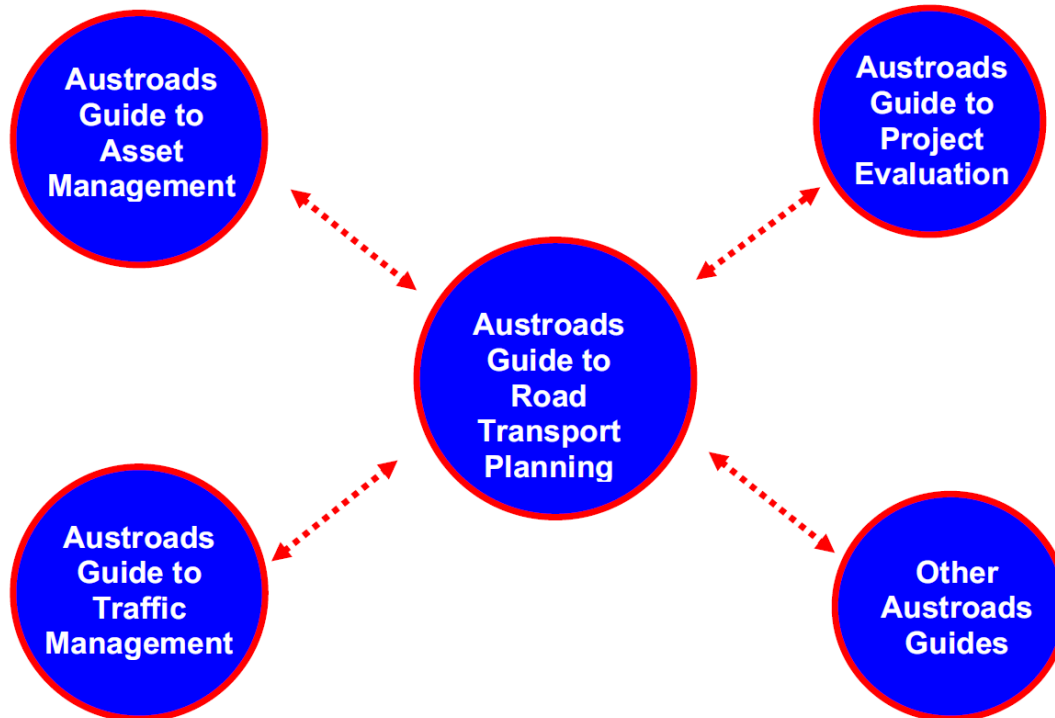 Austroads
Guide to
Asset
Management
Austroads
Guide to
Project
Evaluation
Austroads
Guide to
Road
Transport
Planning
Austroads
Guide to
Traffic
Management
Other
Austroads
Guides